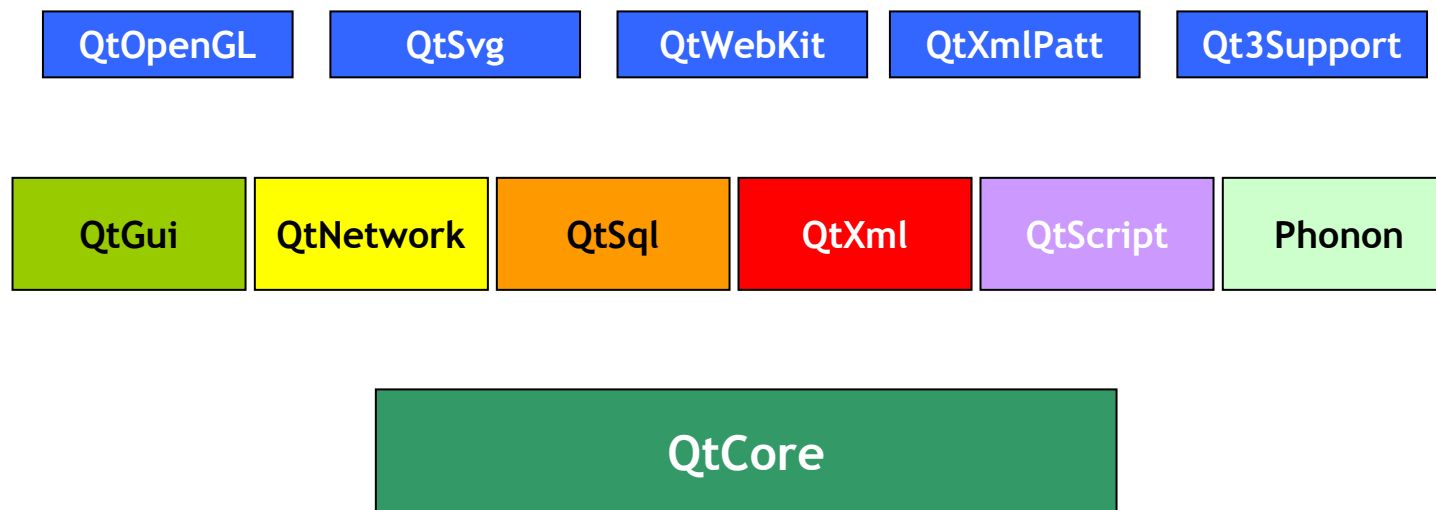 QtOpenGL QtSvg QtWebKit QtXmlPatt Qt3Support
QtGui QtNetwork QtSql QtXml QtScript Phonon
QtCore